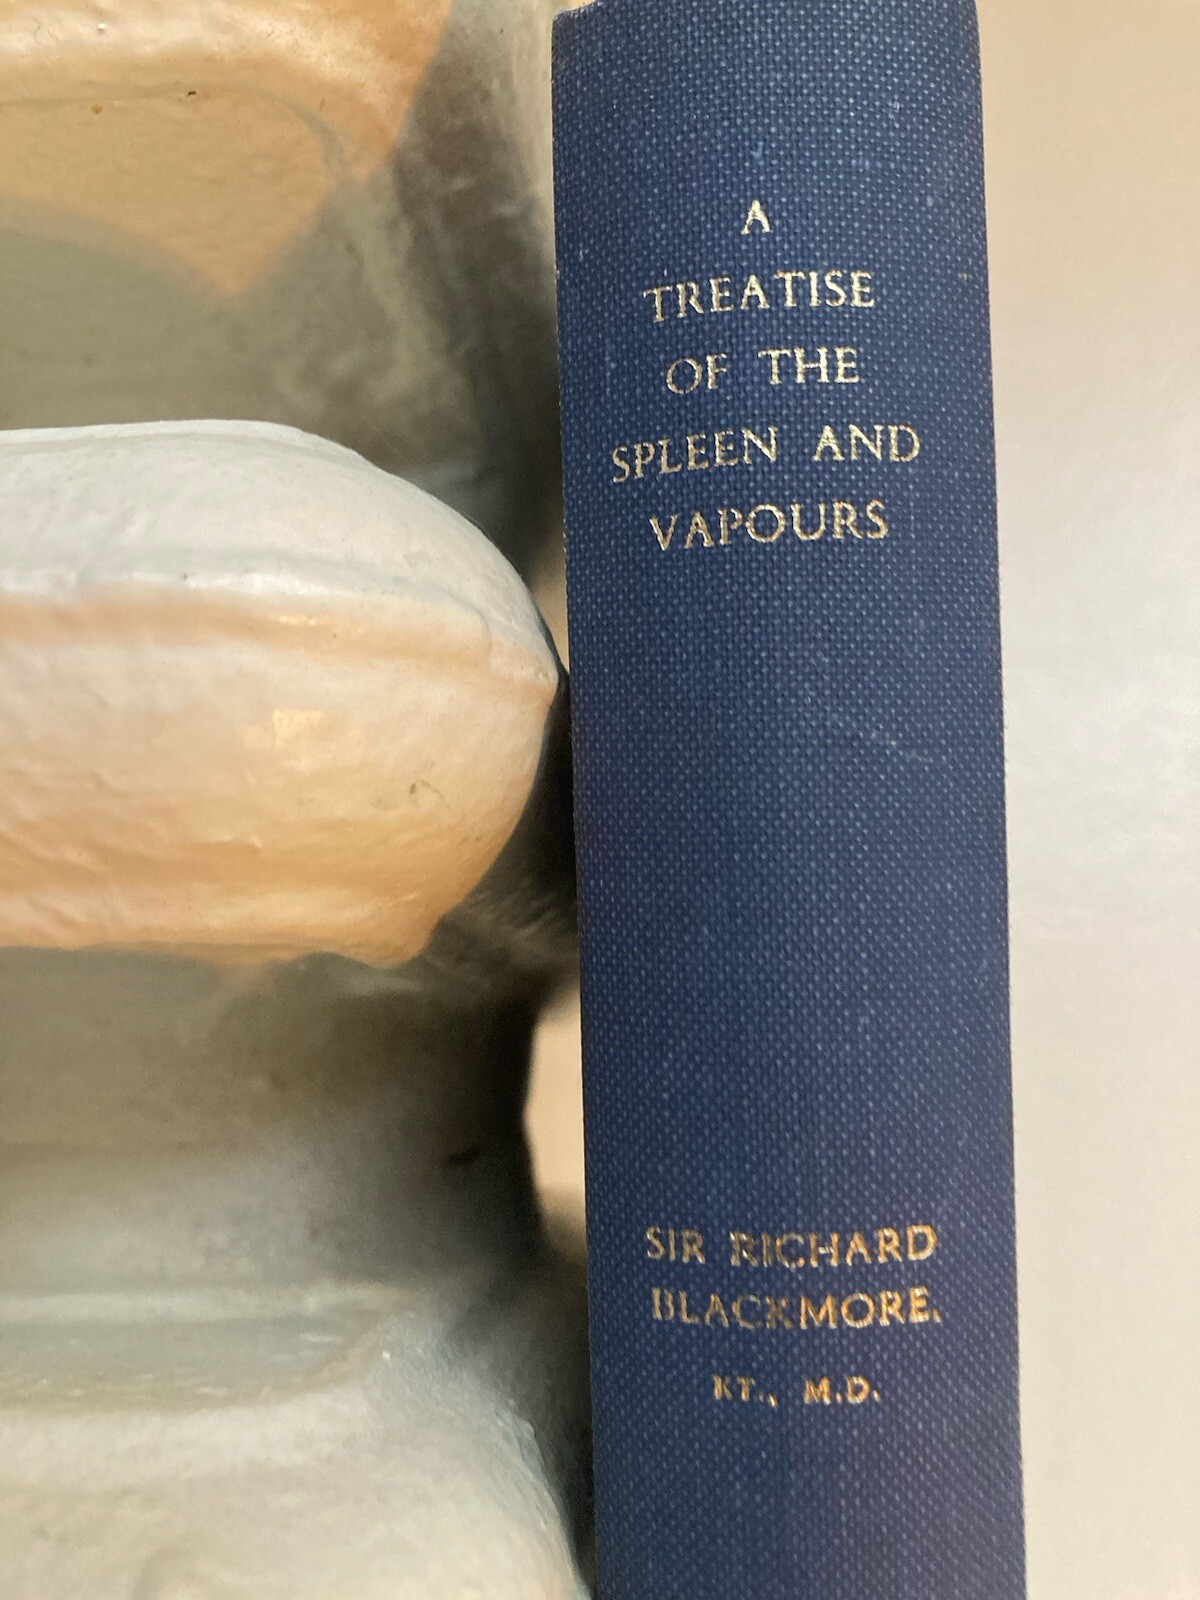 A
TREATISE
OF THE
SPLEEN AND
VAPOURS
SIR RICHARD
BLACKMORE.
KT., M.D.